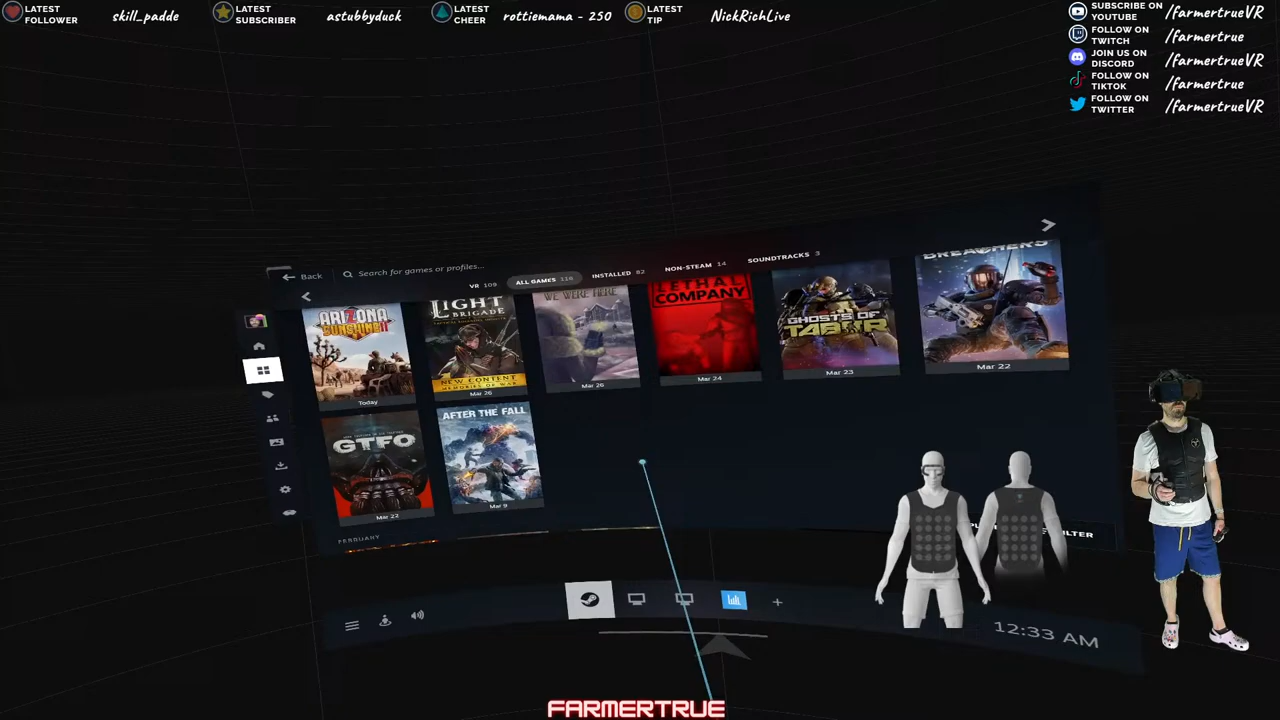 LATEST FOLLOWER
skill_padde
LATEST SUBSCRIBER
astubbyduck
LATEST CHEER
rottiemama - 250
LATEST TIP
NickRichLive
SUBSCRIBE ON YOUTUBE
/farmertrueVR
FOLLOW ON TWITCH
/farmertrue
JOIN US ON DISCORD
/farmertrueVR
FOLLOW ON TIKTOK
/farmertrue
FOLLOW ON TWITTER
/farmertrueVR
Back
Search for games or profiles...
VR 109
ALL GAMES 116
INSTALLED 82
NON-STEAM 14
SOUNDTRACKS 3
ARIZONA SUNSHINE II
Today
LIGHT BRIGADE
NEW CONTENT
MEMORIES OF WAR
Mar 26
WE WERE HERE
Mar 26
LETHAL COMPANY
Mar 24
GHOSTS OF TABOR
Mar 23
BREACHERS
Mar 22
GTFO
Mar 22
AFTER THE FALL
Mar 9
FEBRUARY
12:33 AM
FARMERTRUE